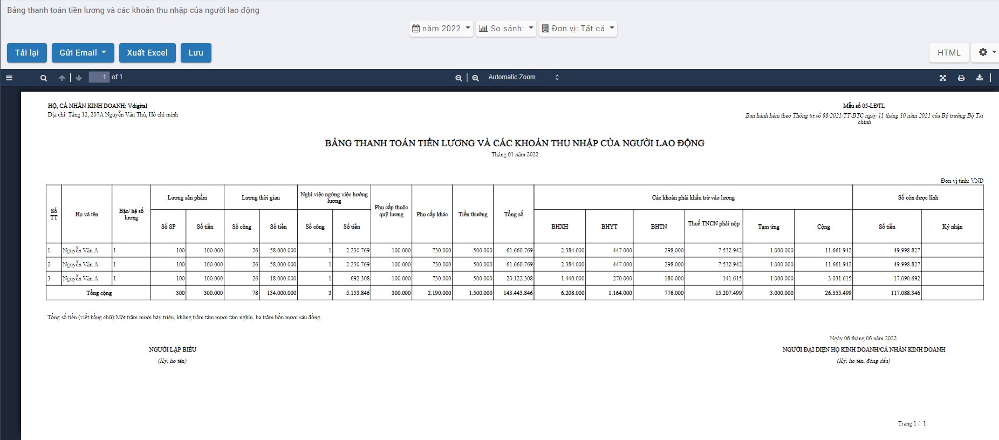 Bảng thanh toán tiền lương và các khoản thu nhập của người lao động
năm 2022 So sánh: Đơn vị: Tất cả
Tải lại Gửi Email Xuất Excel Lưu HTML
1 of 1 Automatic Zoom
HỘ, CÁ NHÂN KINH DOANH: Vdigital
Địa chỉ: Tầng 12, 207A Nguyễn Văn Thủ, Hồ chí minh
Mẫu số 05-LĐTL
Ban hành kèm theo Thông tư số 88/2021/TT-BTC ngày 11 tháng 10 năm 2021 của Bộ trưởng Bộ Tài
chính
BẢNG THANH TOÁN TIỀN LƯƠNG VÀ CÁC KHOẢN THU NHẬP CỦA NGƯỜI LAO ĐỘNG
Tháng 01 năm 2022
Đơn vị tính: VND
Số TT Họ và tên Bậc/ hệ số lương Lương sản phẩm Lương thời gian Nghỉ việc ngừng việc hưởng lương Phụ cấp thuộc quỹ lương Phụ cấp khác Tiền thưởng Tổng số Các khoản phải khấu trừ vào lương Số còn được lĩnh
Số SP Số tiền Số công Số tiền Số công Số tiền BHXH BHYT BHTN Thuế TNCN phải nộp Tạm ứng Cộng Số tiền Ký nhận
1 Nguyễn Văn A 1 100 100.000 26 58.000.000 1 2.230.769 100.000 730.000 500.000 61.660.769 2.384.000 447.000 298.000 7.532.942 1.000.000 11.661.942 49.998.827
2 Nguyễn Văn A 1 100 100.000 26 58.000.000 1 2.230.769 100.000 730.000 500.000 61.660.769 2.384.000 447.000 298.000 7.532.942 1.000.000 11.661.942 49.998.827
3 Nguyễn Văn A 1 100 100.000 26 18.000.000 1 692.308 100.000 730.000 500.000 20.122.308 1.440.000 270.000 180.000 141.615 1.000.000 3.031.615 17.090.692
Tổng cộng 300 300.000 78 134.000.000 3 5.153.846 300.000 2.190.000 1.500.000 143.443.846 6.208.000 1.164.000 776.000 15.207.499 3.000.000 26.355.499 117.088.346
Tổng số tiền (viết bằng chữ):Một trăm mười bảy triệu, không trăm tám mươi tám nghìn, ba trăm bốn mươi sáu đồng.
Ngày 06 tháng 06 năm 2022
NGƯỜI LẬP BIỂU NGƯỜI ĐẠI DIỆN HỘ KINH DOANH/CÁ NHÂN KINH DOANH
(Ký, họ tên) (Ký, họ tên, đóng dấu)
Trang 1 / 1